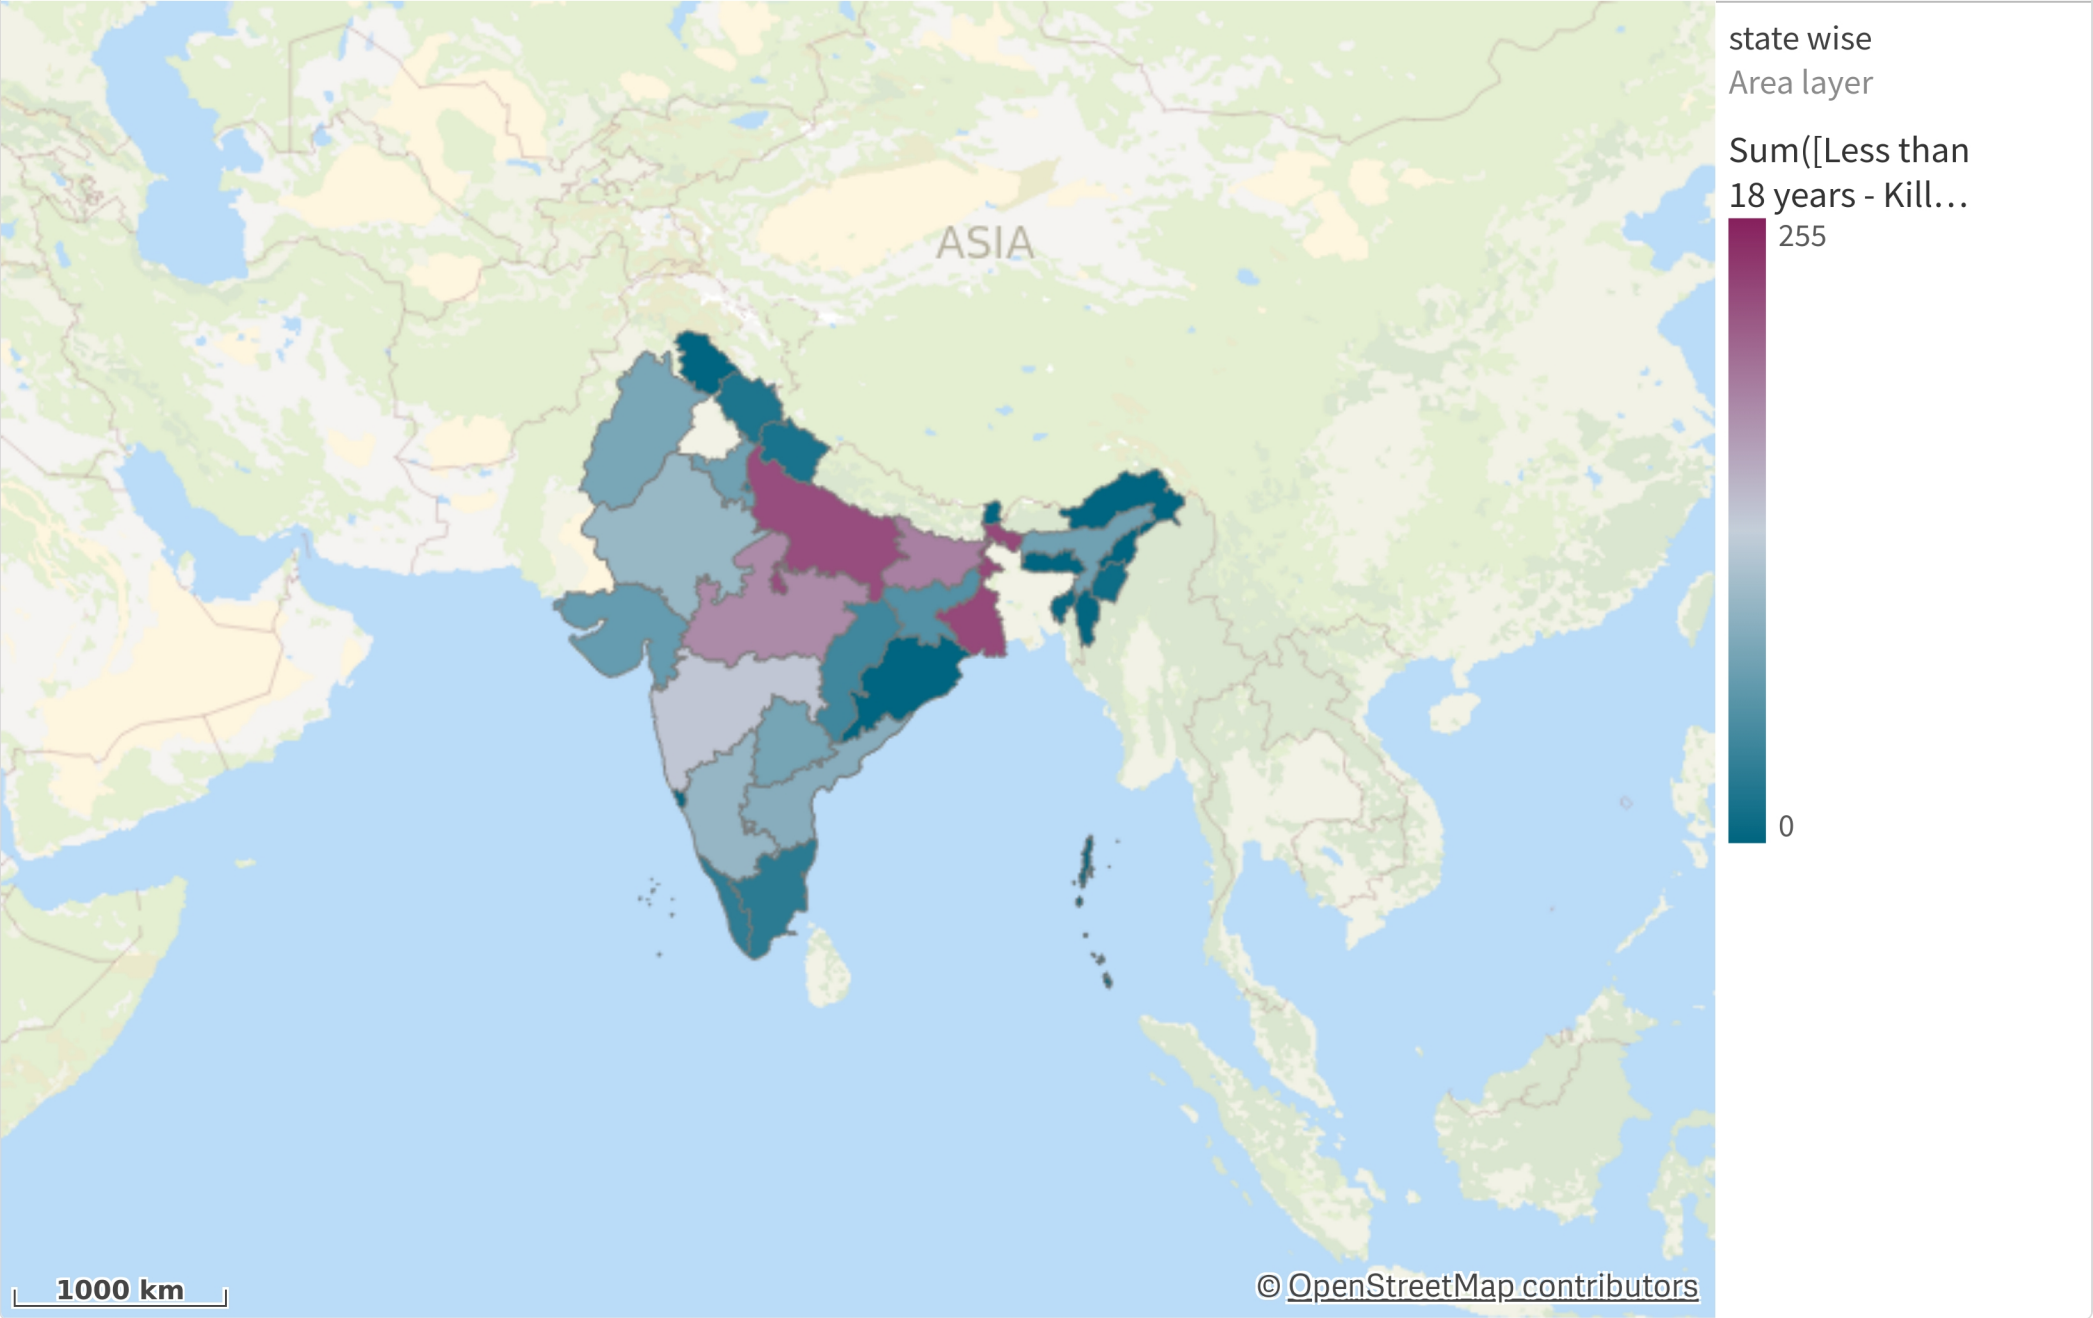 state wise
Area layer
Sum([Less than
18 years - Kill…
255
0
ASIA
1000 km
© OpenStreetMap contributors